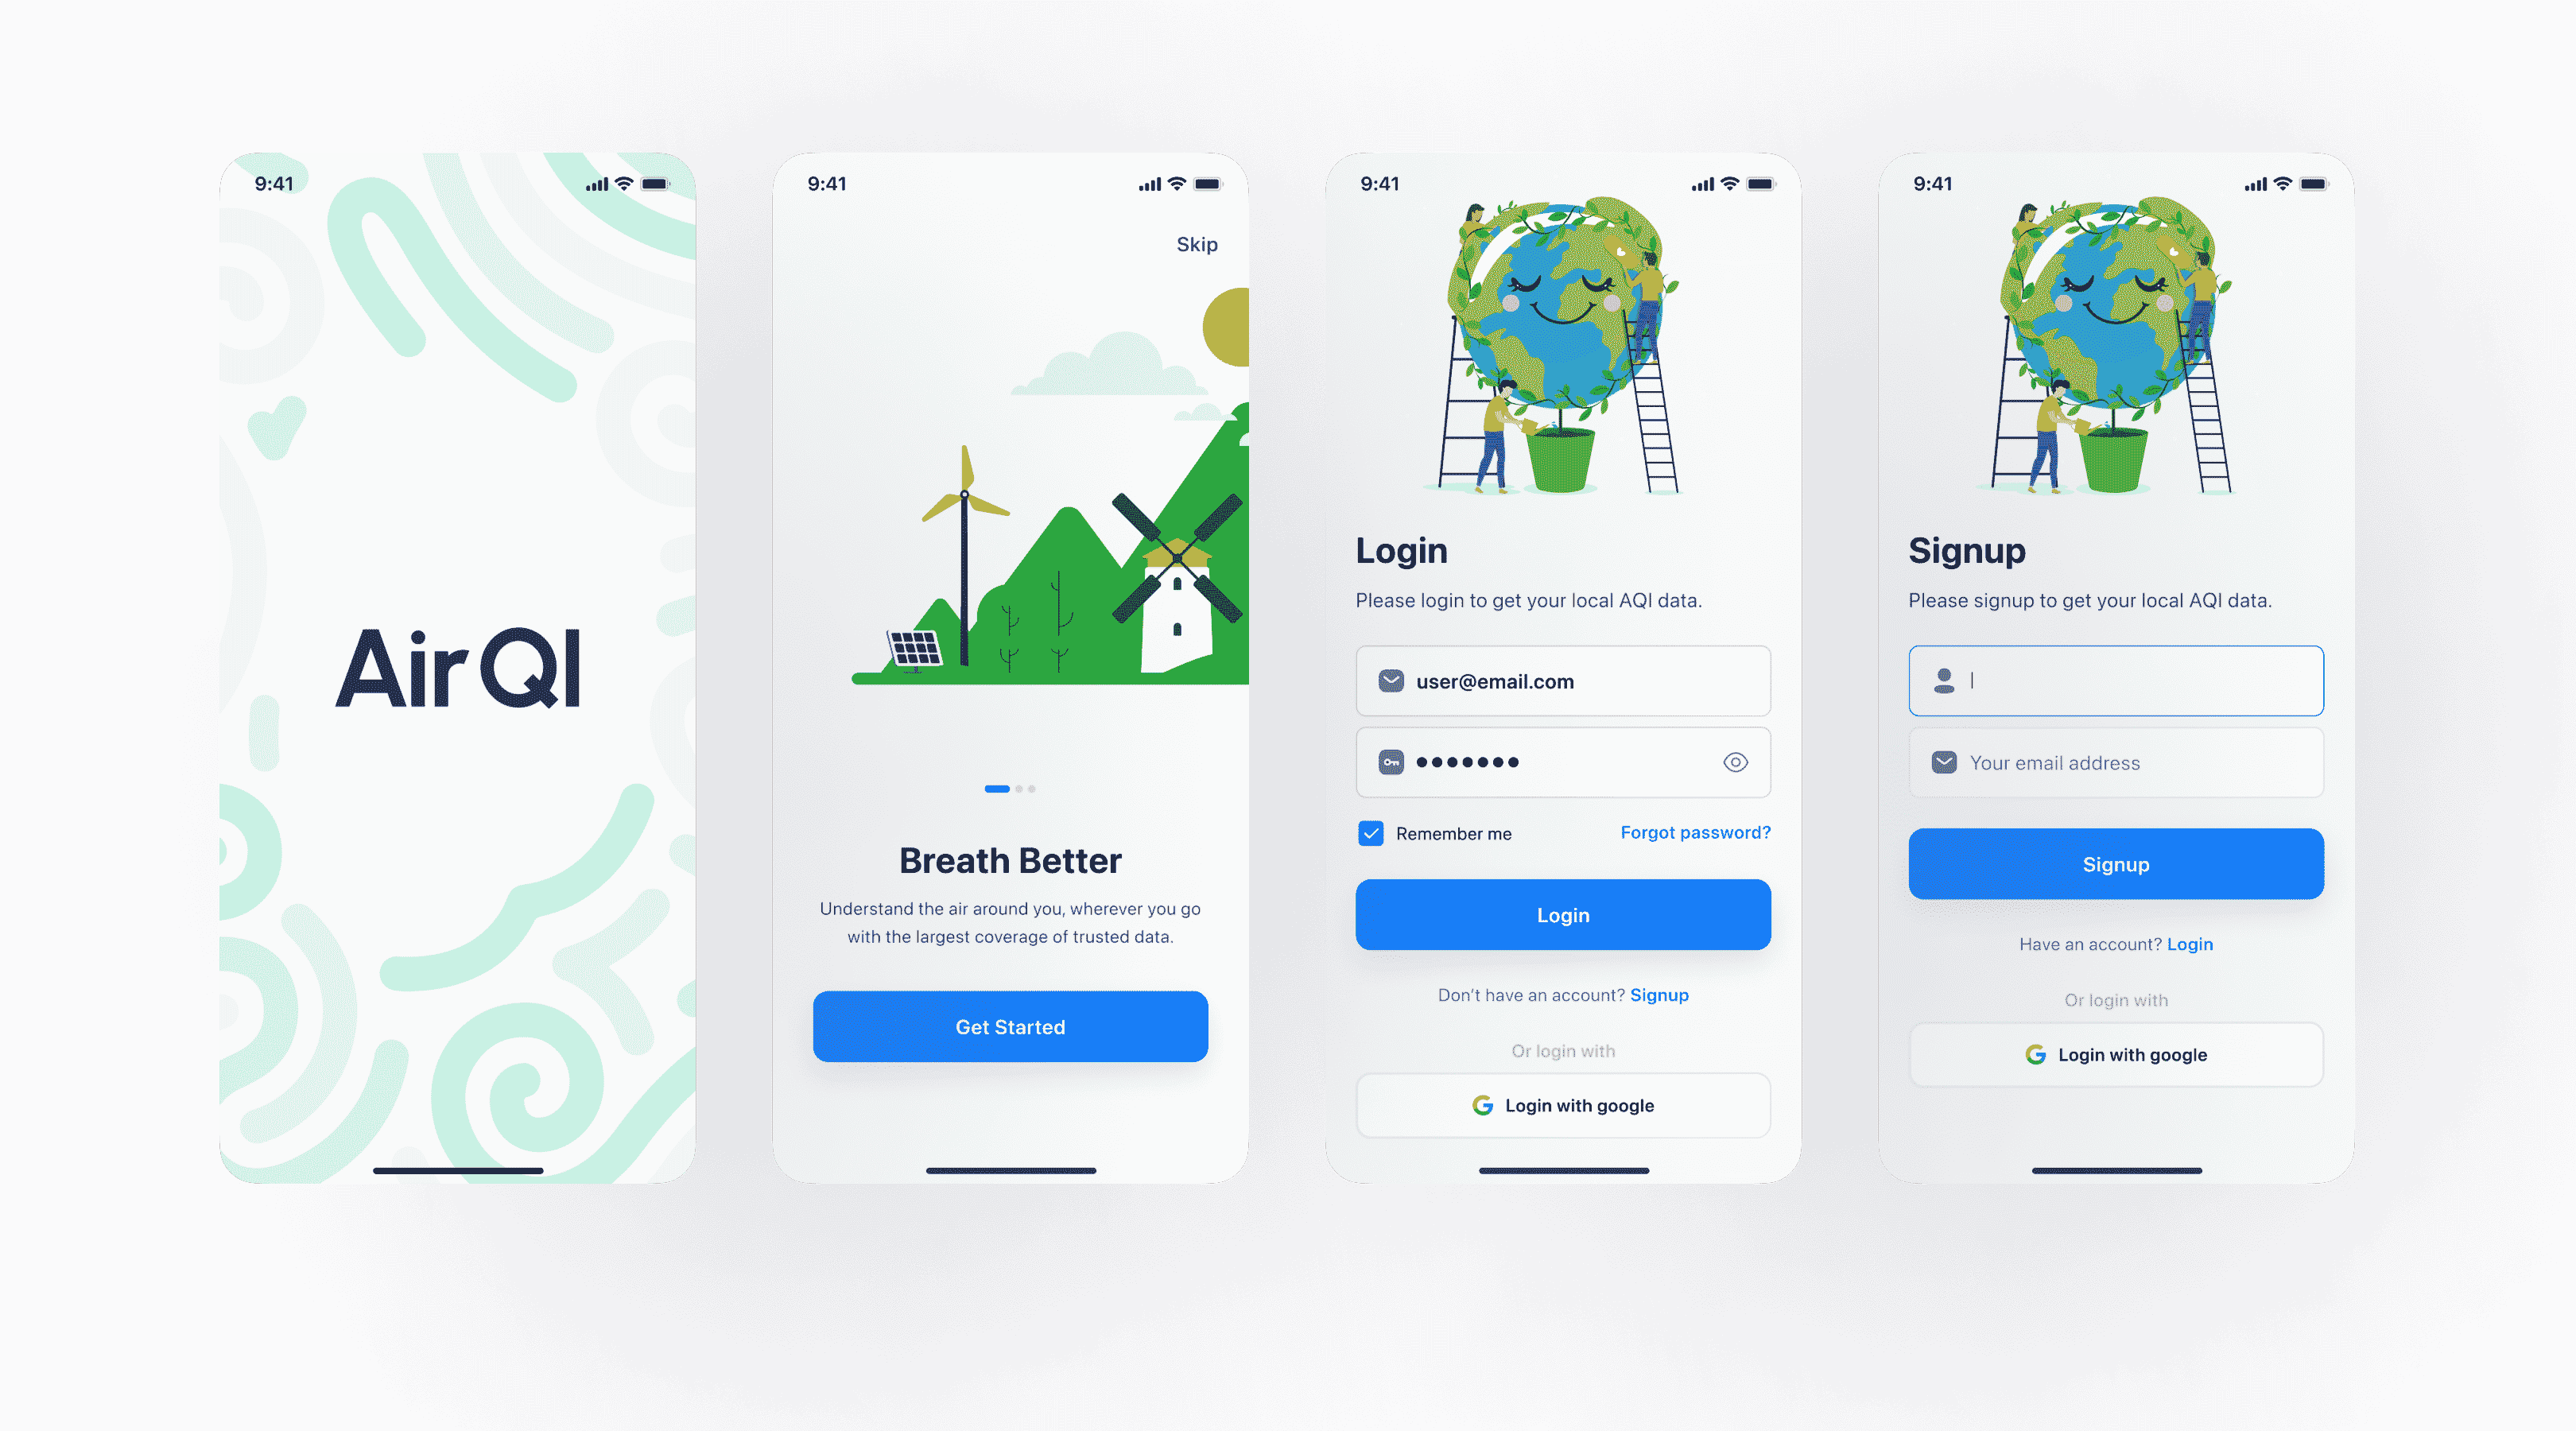 9:41
AirQI
9:41
Skip
Breath Better
Understand the air around you, wherever you go
with the largest coverage of trusted data.
Get Started
9:41
Login
Please login to get your local AQI data.
user@email.com
Remember me
Forgot password?
Login
Don't have an account? Signup
Or login with
Login with google
9:41
Signup
Please signup to get your local AQI data.
Your email address
Signup
Have an account? Login
Or login with
Login with google